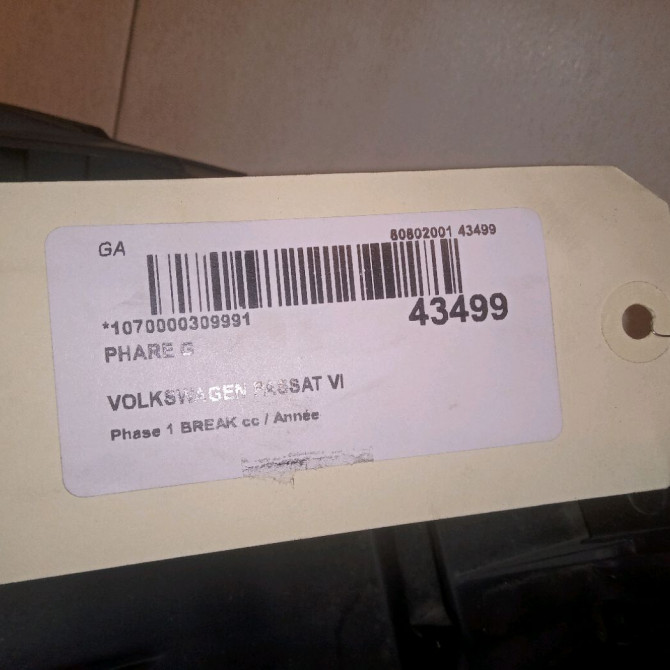 GA
80802001 43499
*1070000309991
43499
PHARE G
VOLKSWAGEN PASSAT VI
Phase 1 BREAK cc / Année